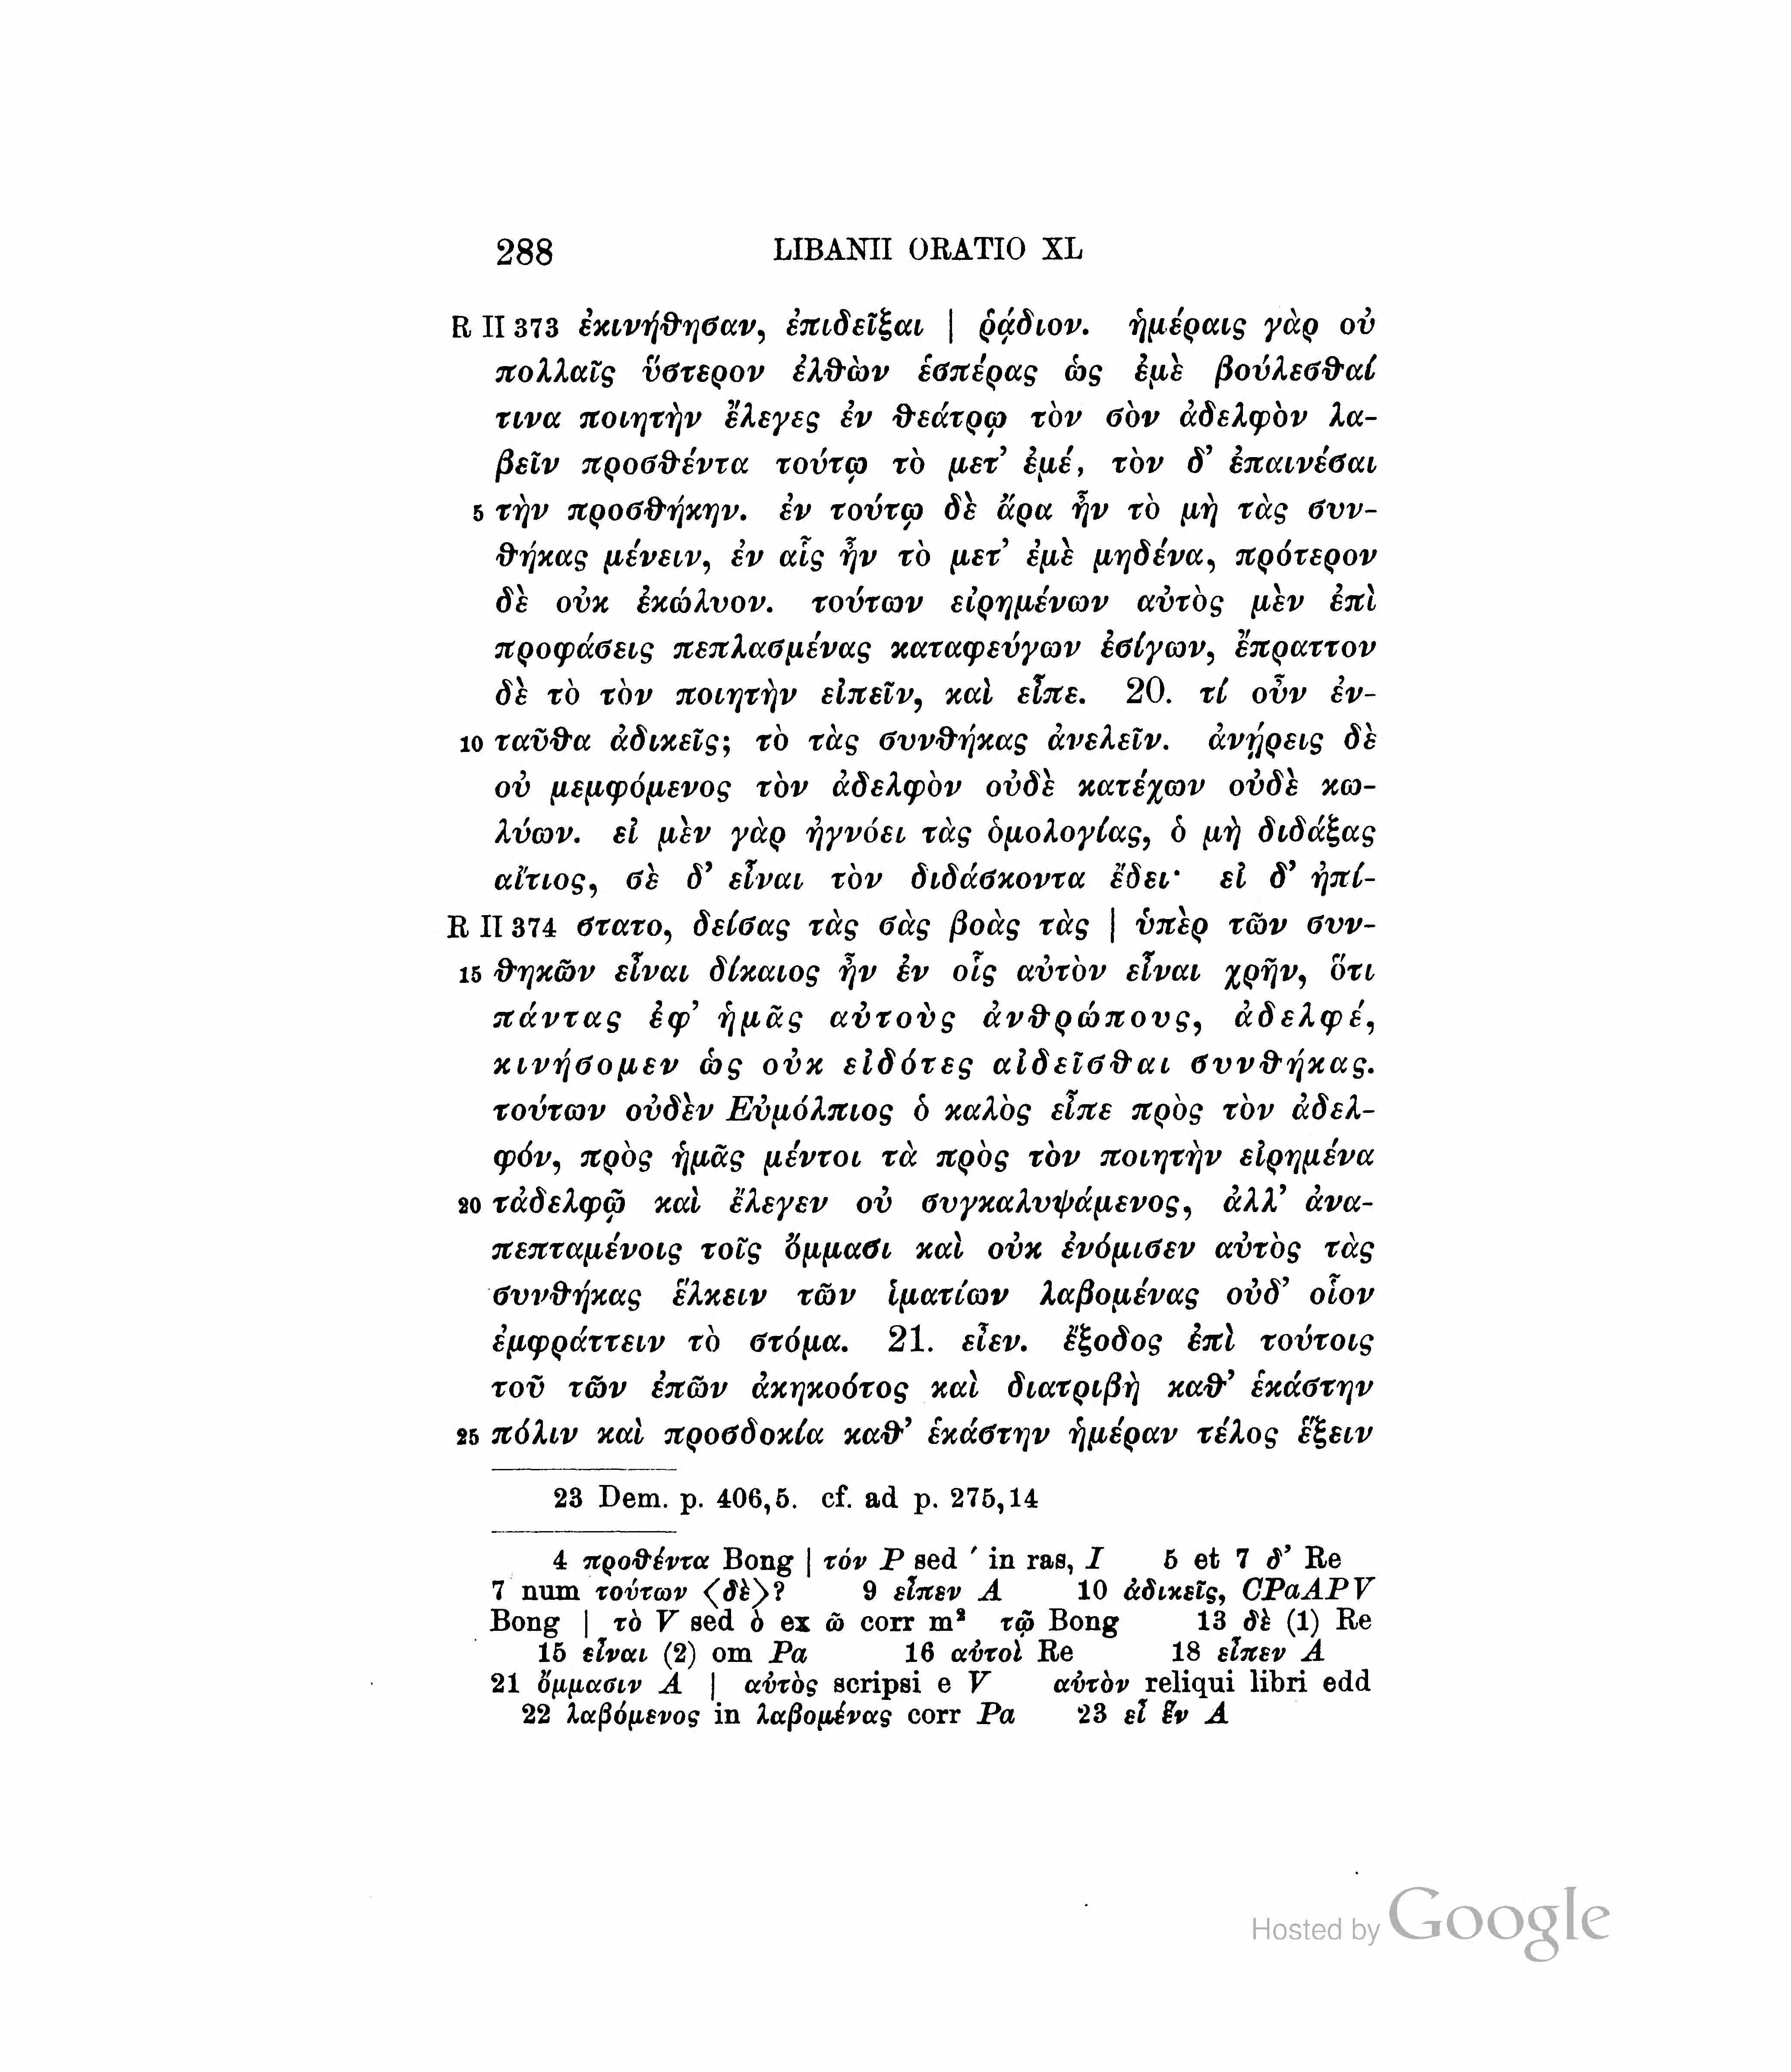 288 LIBANII ORATIO XL
R II 373 ἐκινήθησαν, ἐπιδεῖξαι | ῥᾴδιον. ἡμέραις γὰρ οὐ
πολλαῖς ὕστερον ἐλθὼν ἑσπέρας ὡς ἐμὲ βούλεσθαί
τινα ποιητὴν ἔλεγες ἐν θεάτρῳ τὸν σὸν ἀδελφὸν λα-
βεῖν προσθέντα τούτῳ τὸ μετ’ ἐμέ, τὸν δ’ ἐπαινέσαι
5 τὴν προσθήκην. ἐν τούτῳ δὲ ἄρα ἦν τὸ μὴ τὰς συν-
θήκας μένειν, ἐν αἷς ἦν τὸ μετ’ ἐμὲ μηδένα, πρότερον
δὲ οὐκ ἐκώλυον. τούτων εἰρημένων αὐτὸς μὲν ἐπὶ
προφάσεις πεπλασμένας καταφεύγων ἐσίγων, ἔπραττον
δὲ τὸ τὸν ποιητὴν εἰπεῖν, καὶ εἶπε. 20. τί οὖν ἐν-
10 ταῦθα ἀδικεῖς; τὸ τὰς συνθήκας ἀνελεῖν. ἀνῄρεις δὲ
οὐ μεμφόμενος τὸν ἀδελφὸν οὐδὲ κατέχων οὐδὲ κω-
λύων. εἰ μὲν γὰρ ἠγνόει τὰς ὁμολογίας, ὁ μὴ διδάξας
αἴτιος, σὲ δ’ εἶναι τὸν διδάσκοντα ἔδει· εἰ δ’ ἠπί-
R II 374 στατο, δείσας τὰς σὰς βοὰς τὰς | ὑπὲρ τῶν συν-
15 θηκῶν εἶναι δίκαιος ἦν ἐν οἷς αὐτὸν εἶναι χρῆν, ὅτι
πάντας ἐφ’ ἡμᾶς αὐτοὺς ἀνθρώπους, ἀδελφέ,
κινήσομεν ὡς οὐκ εἰδότες αἰδεῖσθαι συνθήκας.
τούτων οὐδὲν Εὐμόλπιος ὁ καλὸς εἶπε πρὸς τὸν ἀδελ-
φόν, πρὸς ἡμᾶς μέντοι τὰ πρὸς τὸν ποιητὴν εἰρημένα
20 τἀδελφῷ καὶ ἔλεγεν οὐ συγκαλυψάμενος, ἀλλ’ ἀνα-
πεπταμένοις τοῖς ὄμμασι καὶ οὐκ ἐνόμισεν αὐτὸς τὰς
συνθήκας ἕλκειν τῶν ἱματίων λαβομένας οὐδ’ οἷον
ἐμφράττειν τὸ στόμα. 21. εἶεν. ἔξοδος ἐπὶ τούτοις
τοῦ τῶν ἐπῶν ἀκηκοότος καὶ διατριβὴ καθ’ ἑκάστην
25 πόλιν καὶ προσδοκία καθ’ ἑκάστην ἡμέραν τέλος ἕξειν
23 Dem. p. 406,5. cf. ad p. 275,14
4 προθέντα Bong | τόν P sed ′ in ras, I 5 et 7 δ’ Re
7 num τούτων ⟨δὲ⟩? 9 εἶπεν A 10 ἀδικεῖς, CPaAPV
Bong | τὸ V sed ὸ ex ῶ corr m² τῷ Bong 13 δὲ (1) Re
15 εἶναι (2) om Pa 16 αὐτοὶ Re 18 εἶπεν A
21 ὄμμασιν A | αὐτὸς scripsi e V αὐτὸν reliqui libri edd
22 λαβόμενος in λαβομένας corr Pa 23 εἶ ἓν A
Hosted by Google